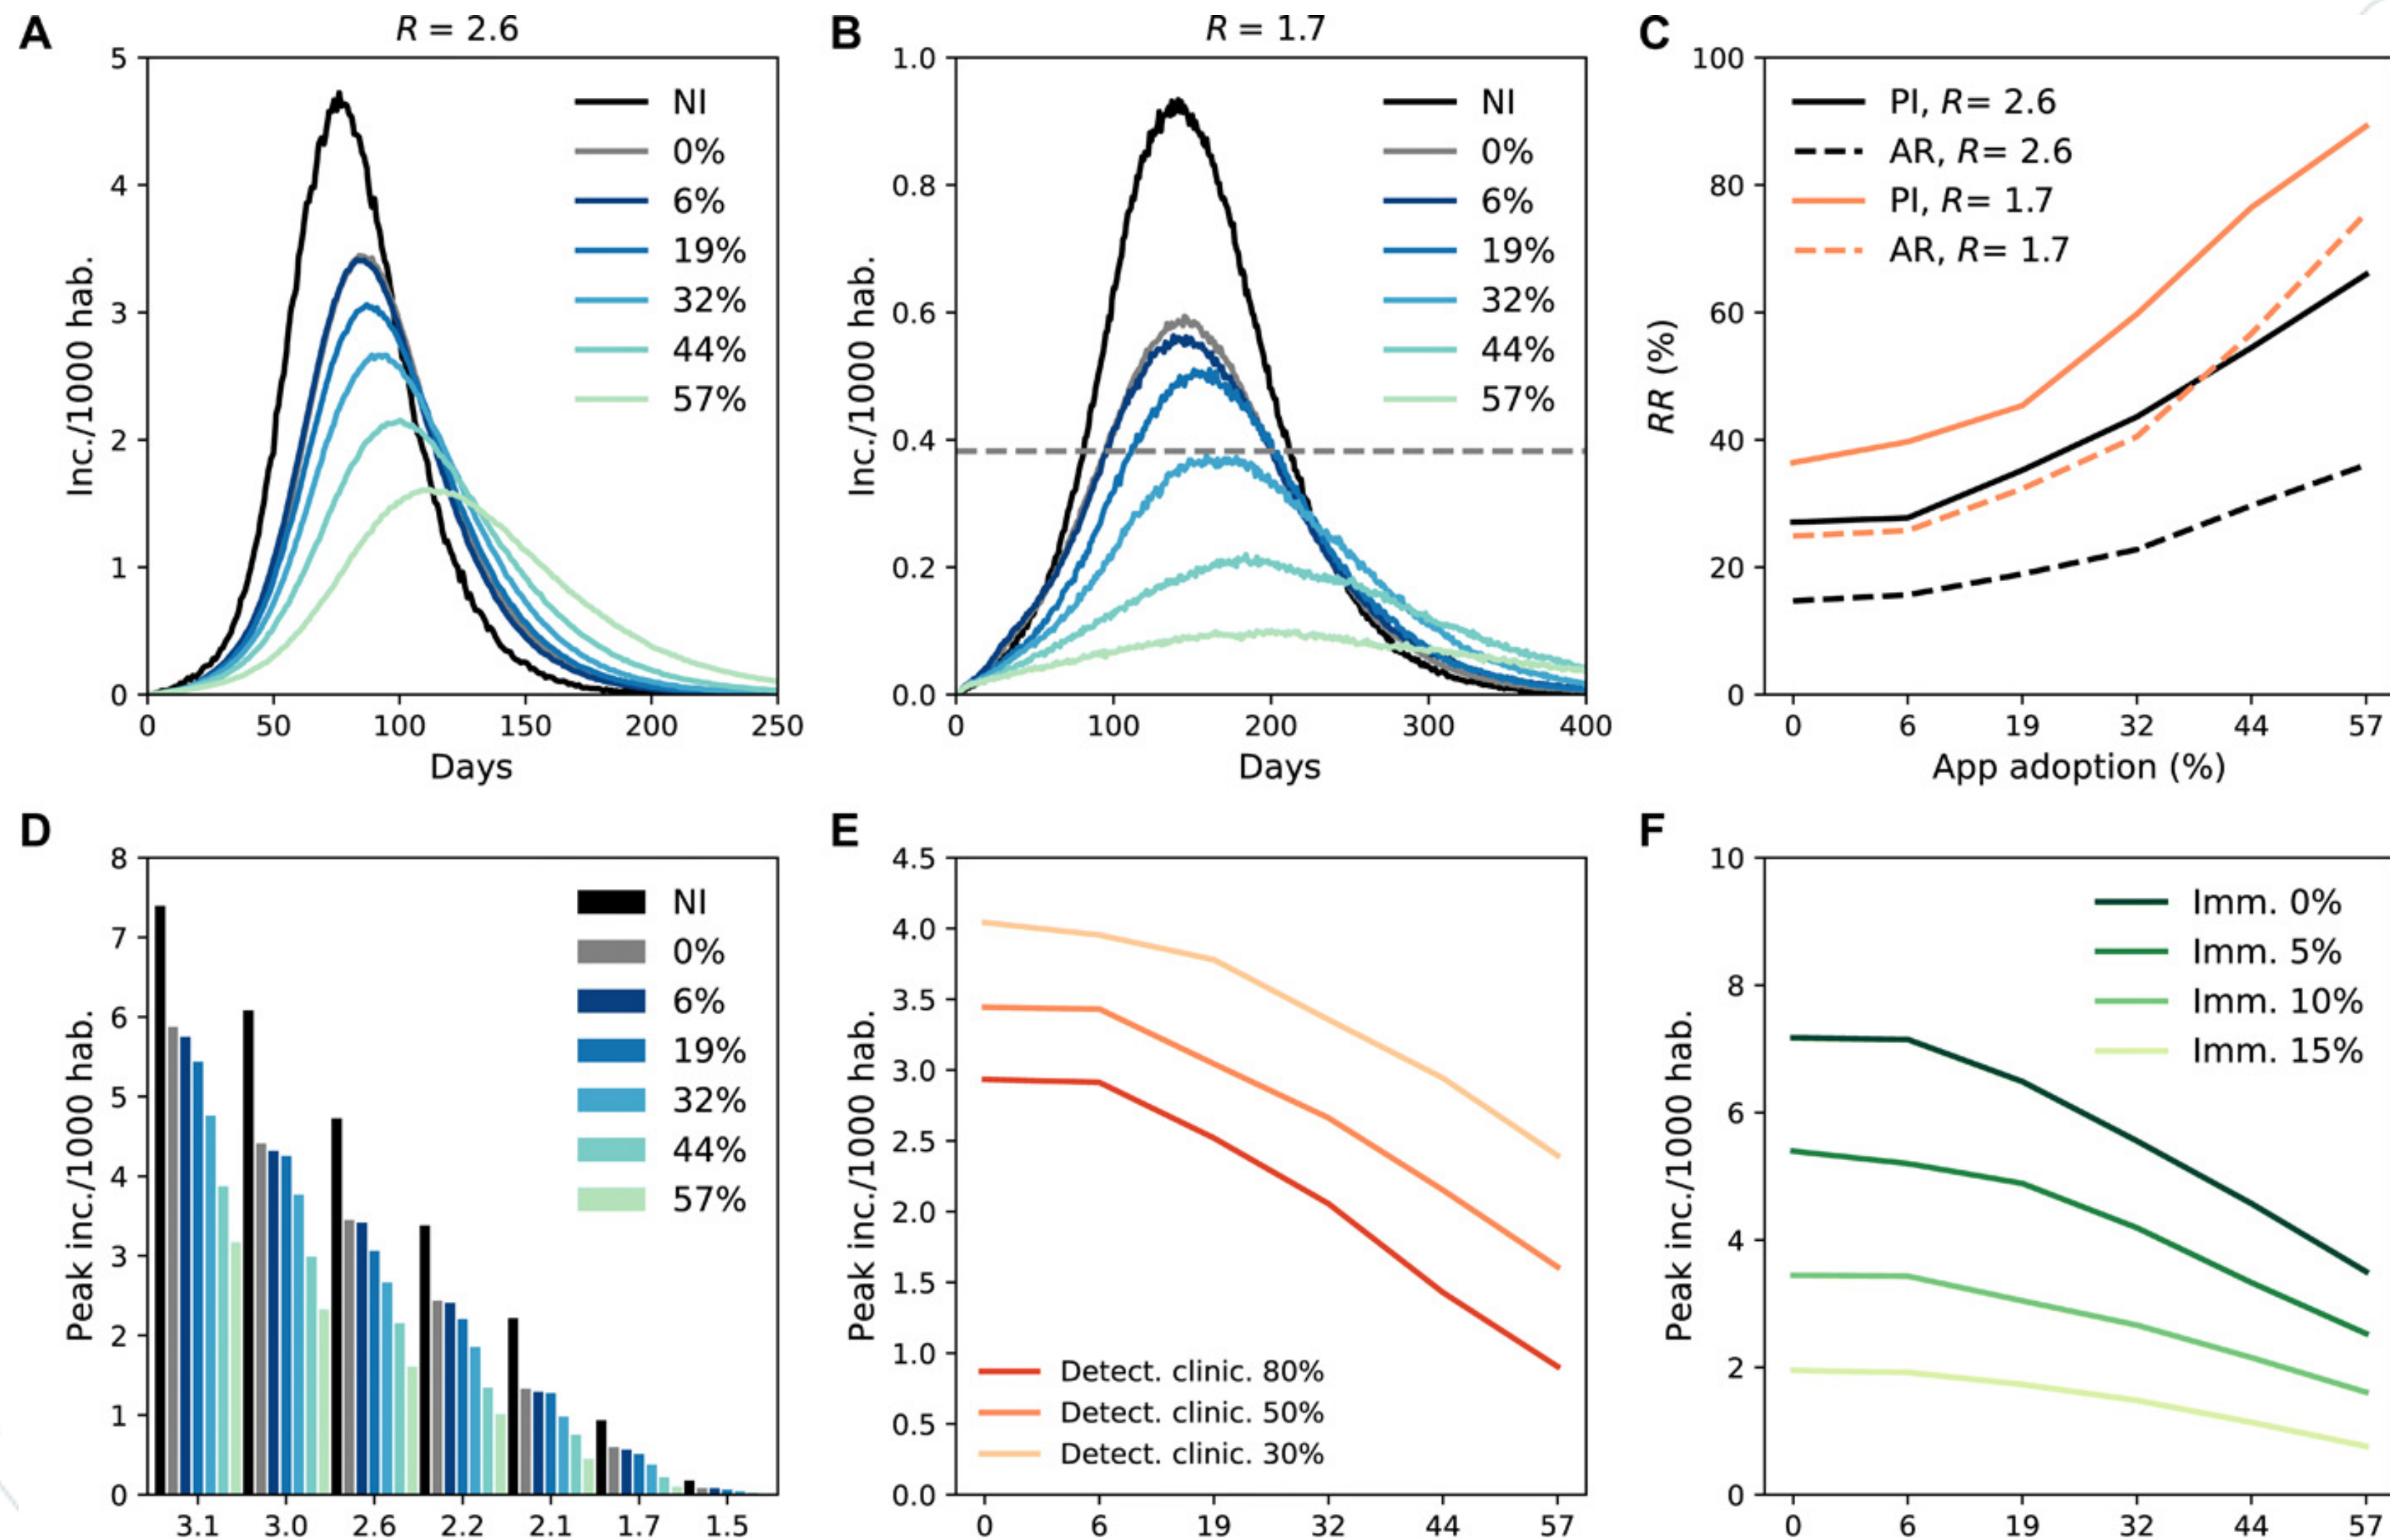 A
R = 2.6
Inc./1000 hab.
5
4
3
2
1
0
0 50 100 150 200 250
Days
NI
0%
6%
19%
32%
44%
57%
B
R = 1.7
Inc./1000 hab.
1.0
0.8
0.6
0.4
0.2
0.0
0 100 200 300 400
Days
NI
0%
6%
19%
32%
44%
57%
C
RR (%)
100
80
60
40
20
0
0 6 19 32 44 57
App adoption (%)
PI, R= 2.6
AR, R= 2.6
PI, R= 1.7
AR, R= 1.7
D
Peak inc./1000 hab.
8
7
6
5
4
3
2
1
0
3.1 3.0 2.6 2.2 2.1 1.7 1.5
NI
0%
6%
19%
32%
44%
57%
E
Peak inc./1000 hab.
4.5
4.0
3.5
3.0
2.5
2.0
1.5
1.0
0.5
0.0
0 6 19 32 44 57
Detect. clinic. 80%
Detect. clinic. 50%
Detect. clinic. 30%
F
Peak inc./1000 hab.
10
8
6
4
2
0
0 6 19 32 44 57
Imm. 0%
Imm. 5%
Imm. 10%
Imm. 15%